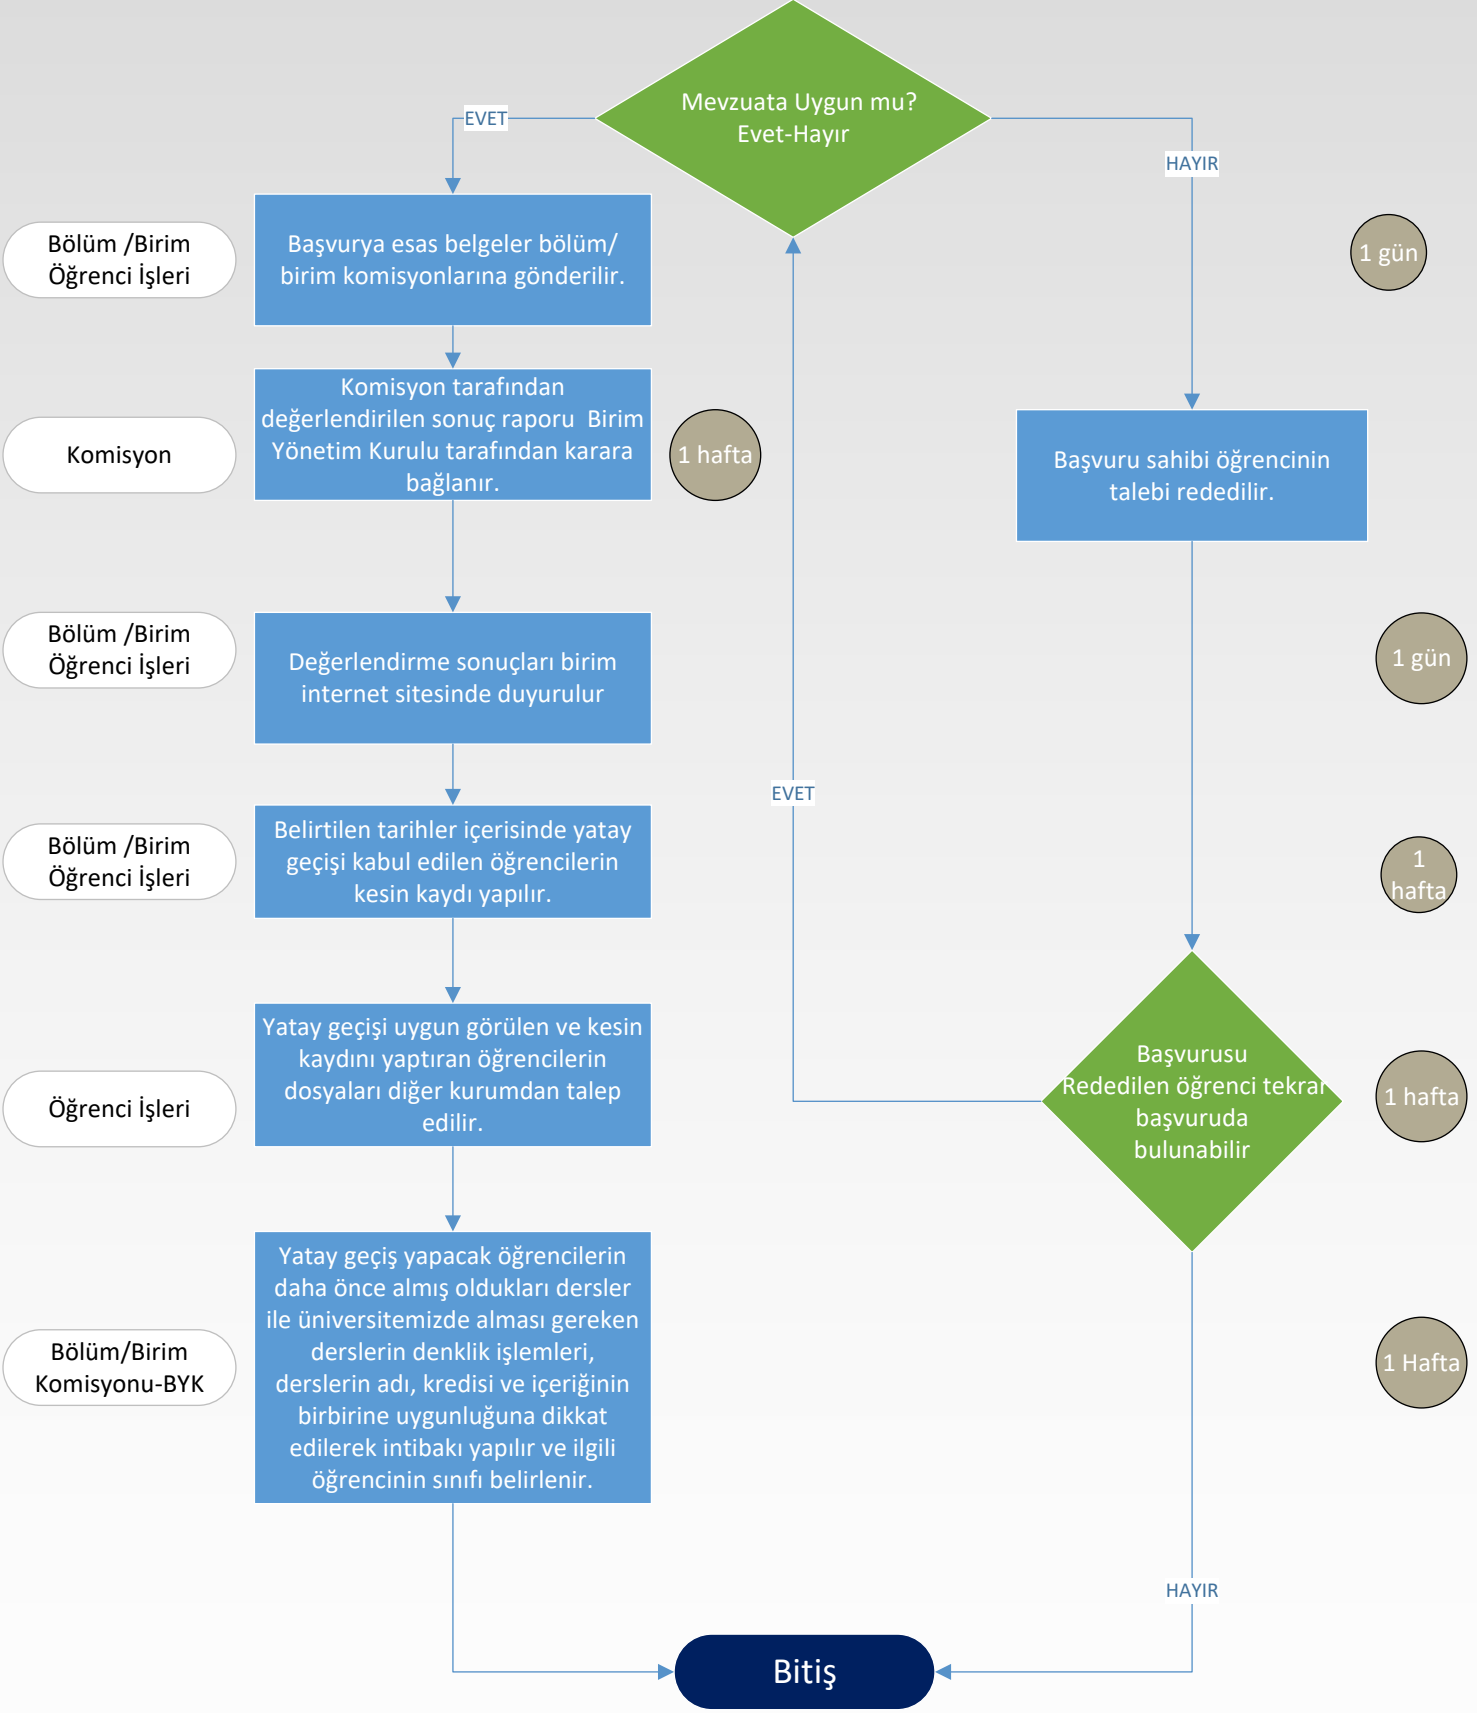 Mevzuata Uygun mu?
Evet-Hayır
EVET
HAYIR
Bölüm /Birim
Öğrenci İşleri
Başvurya esas belgeler bölüm/
birim komisyonlarına gönderilir.
1 gün
Komisyon
Komisyon tarafından
değerlendirilen sonuç raporu  Birim
Yönetim Kurulu tarafından karara
bağlanır.
1 hafta
Başvuru sahibi öğrencinin
talebi rededilir.
Bölüm /Birim
Öğrenci İşleri
Değerlendirme sonuçları birim
internet sitesinde duyurulur
1 gün
EVET
Bölüm /Birim
Öğrenci İşleri
Belirtilen tarihler içerisinde yatay
geçişi kabul edilen öğrencilerin
kesin kaydı yapılır.
1
hafta
Öğrenci İşleri
Yatay geçişi uygun görülen ve kesin
kaydını yaptıran öğrencilerin
dosyaları diğer kurumdan talep
edilir.
Başvurusu
Rededilen öğrenci tekrar
başvuruda
bulunabilir
1 hafta
Bölüm/Birim
Komisyonu-BYK
Yatay geçiş yapacak öğrencilerin
daha önce almış oldukları dersler
ile üniversitemizde alması gereken
derslerin denklik işlemleri,
derslerin adı, kredisi ve içeriğinin
birbirine uygunluğuna dikkat
edilerek intibakı yapılır ve ilgili
öğrencinin sınıfı belirlenir.
1 Hafta
HAYIR
Bitiş